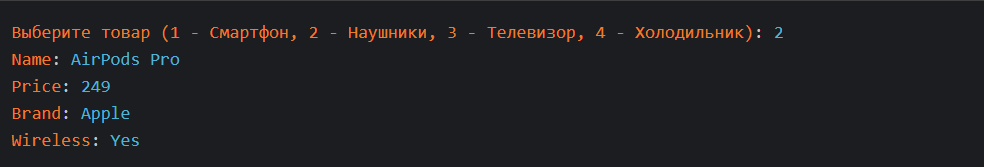 Выберите товар (1 - Смартфон, 2 - Наушники, 3 - Телевизор, 4 - Холодильник): 2
Name: AirPods Pro
Price: 249
Brand: Apple
Wireless: Yes